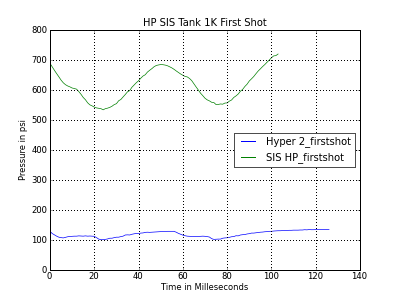 HP SIS Tank 1K First Shot
800
700
600
500
400
300
200
100
0
Pressure in psi
Hyper 2_firstshot
SIS HP_firstshot
0 20 40 60 80 100 120 140
Time in Milleseconds